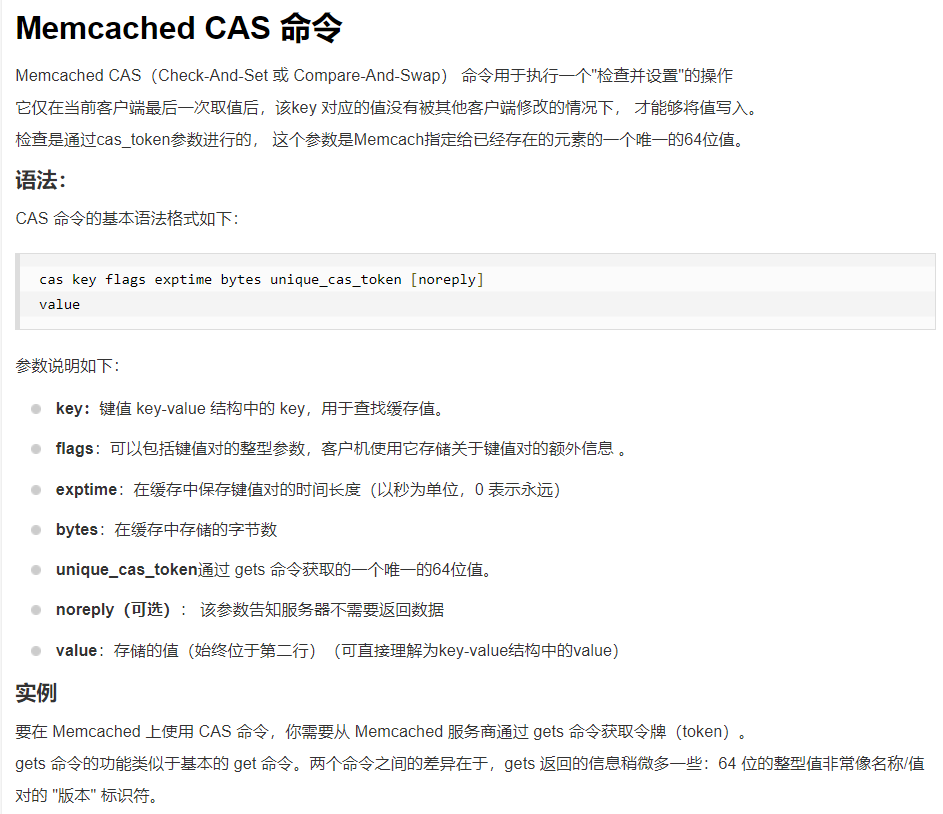 Memcached CAS 命令
Memcached CAS（Check-And-Set 或 Compare-And-Swap） 命令用于执行一个"检查并设置"的操作
它仅在当前客户端最后一次取值后，该key 对应的值没有被其他客户端修改的情况下， 才能够将值写入。
检查是通过cas_token参数进行的， 这个参数是Memcach指定给已经存在的元素的一个唯一的64位值。
语法：
CAS 命令的基本语法格式如下：
cas key flags exptime bytes unique_cas_token [noreply]
value
参数说明如下：
key：键值 key-value 结构中的 key，用于查找缓存值。
flags：可以包括键值对的整型参数，客户机使用它存储关于键值对的额外信息 。
exptime：在缓存中保存键值对的时间长度（以秒为单位，0 表示永远）
bytes：在缓存中存储的字节数
unique_cas_token通过 gets 命令获取的一个唯一的64位值。
noreply（可选）： 该参数告知服务器不需要返回数据
value：存储的值（始终位于第二行）（可直接理解为key-value结构中的value）
实例
要在 Memcached 上使用 CAS 命令，你需要从 Memcached 服务商通过 gets 命令获取令牌（token）。
gets 命令的功能类似于基本的 get 命令。两个命令之间的差异在于，gets 返回的信息稍微多一些：64 位的整型值非常像名称/值
对的 "版本" 标识符。